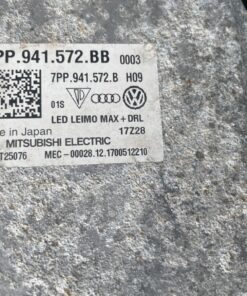 7PP.941.572.BB 0003
7PP.941.572.B H09
01S
LED LEIMO MAX + DRL
Made in Japan 17Z28
MITSUBISHI ELECTRIC
T25076 MEC-00028.12.1700512210